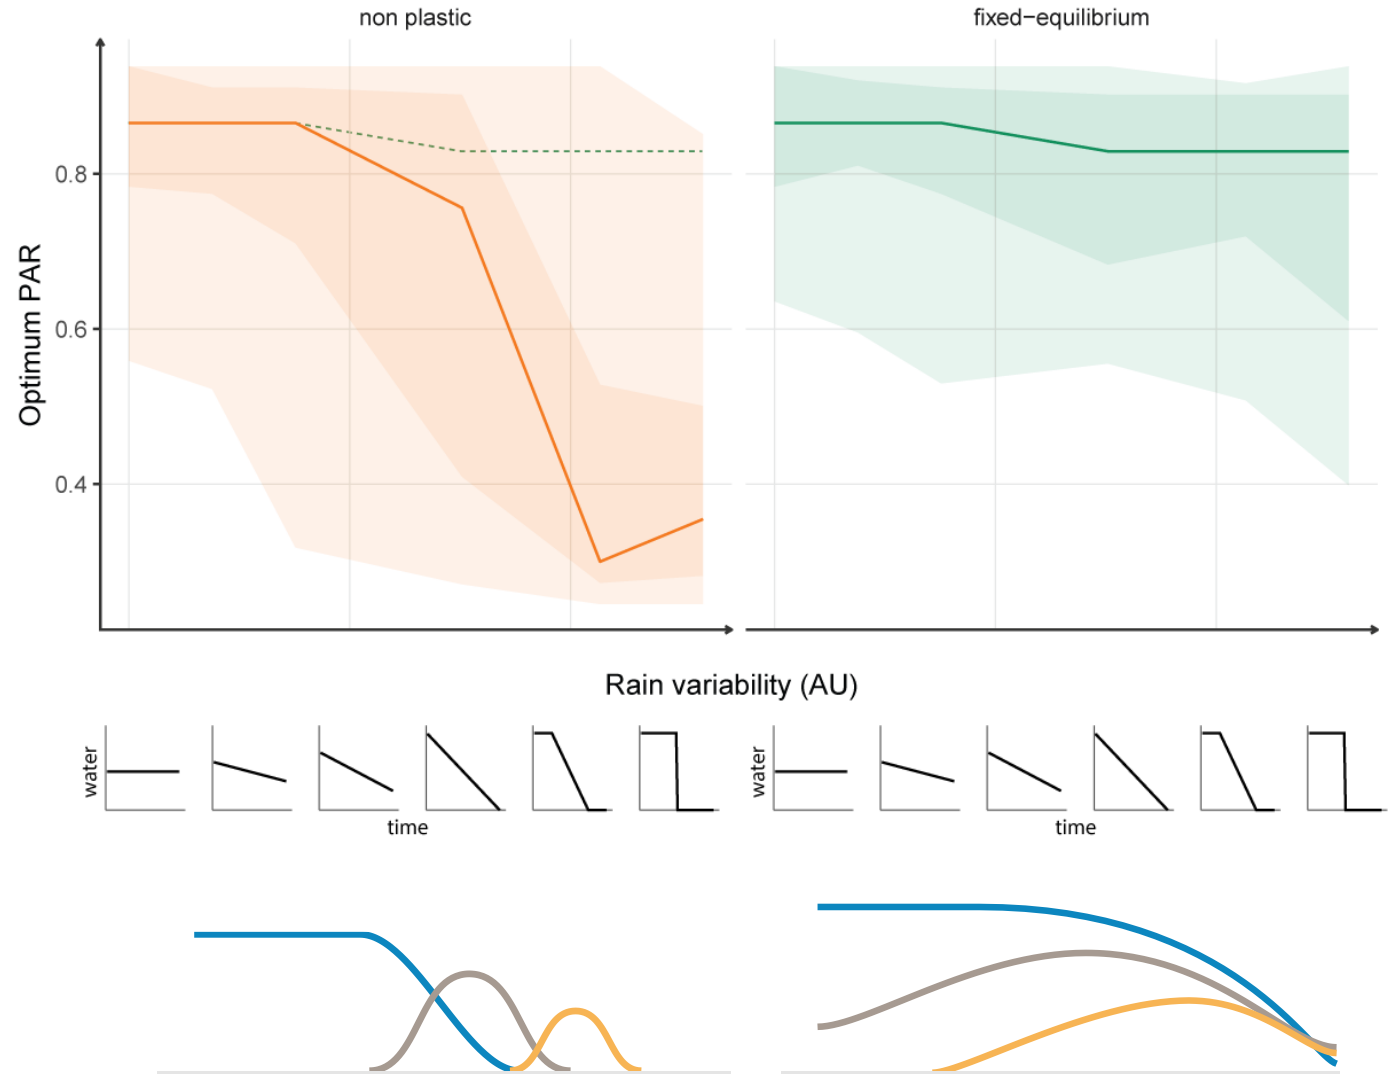 non plastic
fixed−equilibrium
Optimum PAR
0.8
0.6
0.4
Rain variability (AU)
water
time
water
time